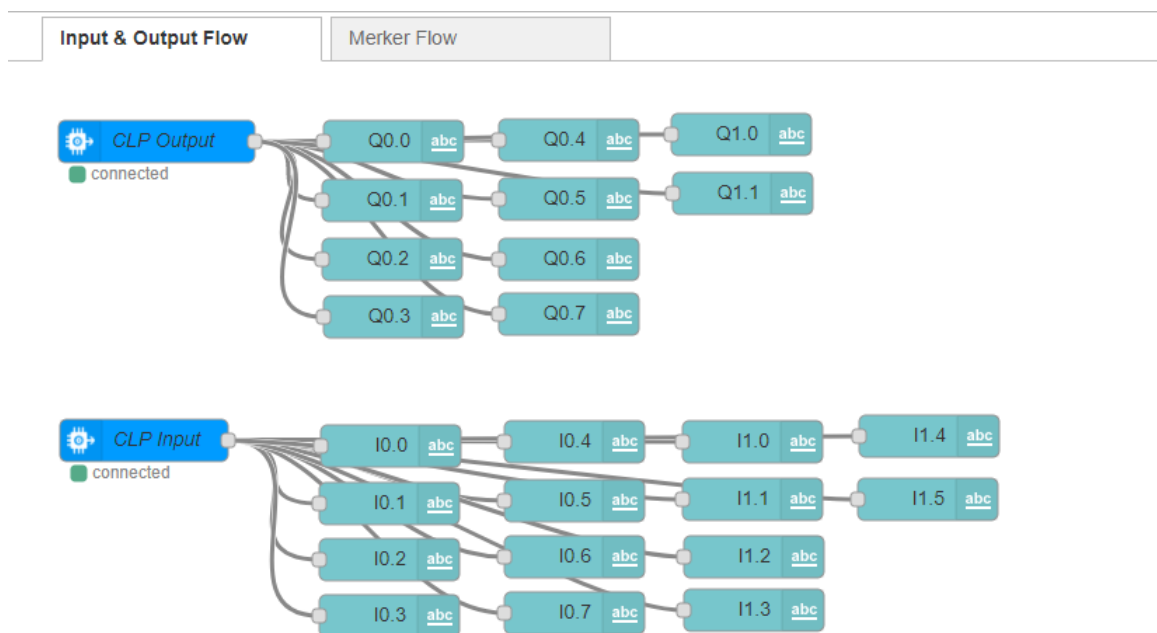 Input & Output Flow Merker Flow
CLP Output Q0.0 abc Q0.4 abc Q1.0 abc
connected
Q0.1 abc Q0.5 abc Q1.1 abc
Q0.2 abc Q0.6 abc
Q0.3 abc Q0.7 abc
CLP Input I0.0 abc I0.4 abc I1.0 abc I1.4 abc
connected
I0.1 abc I0.5 abc I1.1 abc I1.5 abc
I0.2 abc I0.6 abc I1.2 abc
I0.3 abc I0.7 abc I1.3 abc